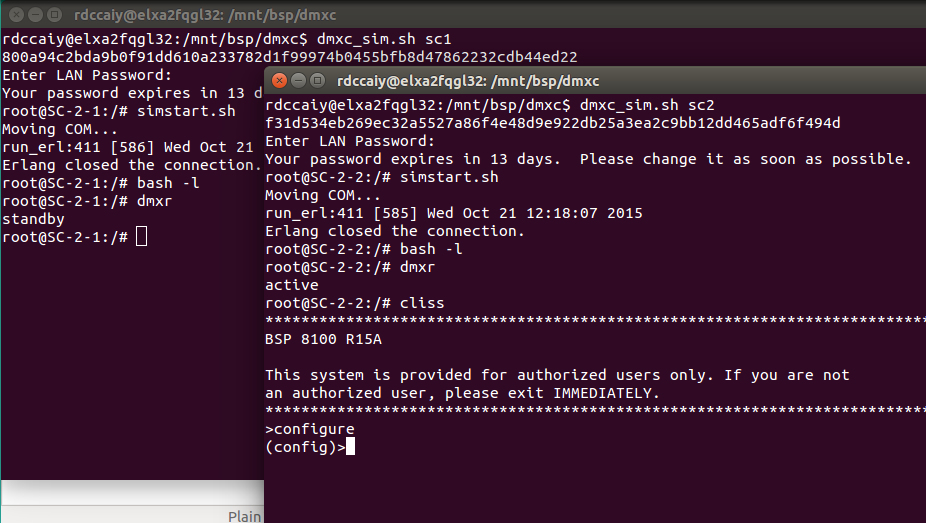 rdccaiy@elxa2fqgl32: /mnt/bsp/dmxc
rdccaiy@elxa2fqgl32:/mnt/bsp/dmxc$ dmxc_sim.sh sc1
800a94c2bda9b0f91dd610a233782d1f99974b0455bfb8d47862232cdb44ed22
Enter LAN Password:
Your password expires in 13 d
root@SC-2-1:/# simstart.sh
Moving COM...
run_erl:411 [586] Wed Oct 21
Erlang closed the connection.
root@SC-2-1:/# bash -l
root@SC-2-1:/# dmxr
standby
root@SC-2-1:/#
rdccaiy@elxa2fqgl32: /mnt/bsp/dmxc
rdccaiy@elxa2fqgl32:/mnt/bsp/dmxc$ dmxc_sim.sh sc2
f31d534eb269ec32a5527a86f4e48d9e922db25a3ea2c9bb12dd465adf6f494d
Enter LAN Password:
Your password expires in 13 days.  Please change it as soon as possible.
root@SC-2-2:/# simstart.sh
Moving COM...
run_erl:411 [585] Wed Oct 21 12:18:07 2015
Erlang closed the connection.
root@SC-2-2:/# bash -l
root@SC-2-2:/# dmxr
active
root@SC-2-2:/# cliss
**************************************************************************
BSP 8100 R15A
This system is provided for authorized users only. If you are not
an authorized user, please exit IMMEDIATELY.
**************************************************************************
>configure
(config)>
Plain